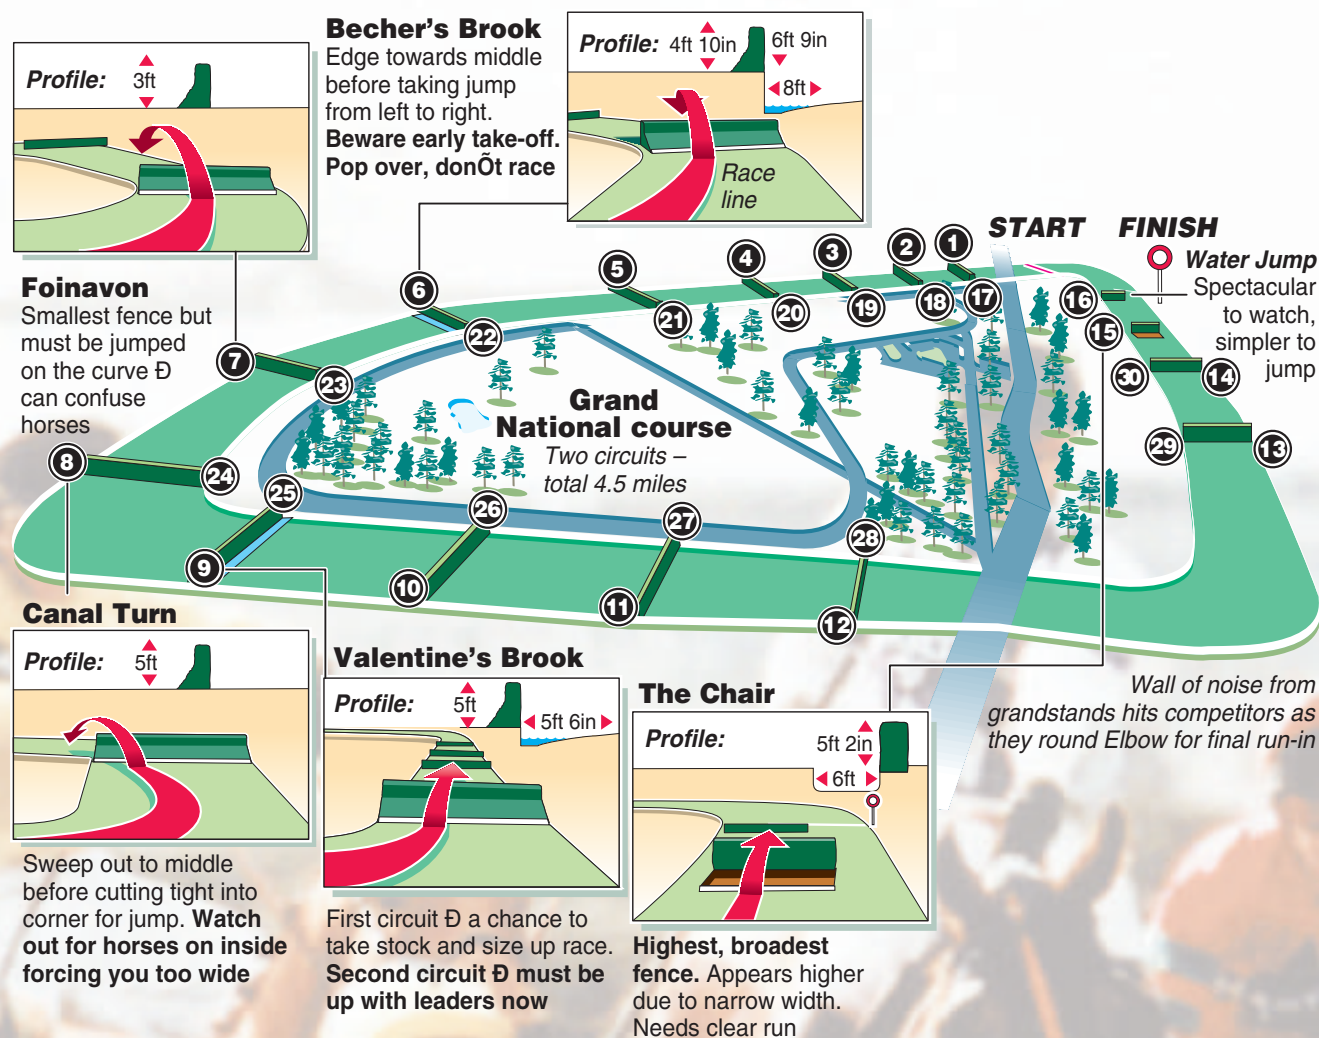 Becher's Brook
Edge towards middle
before taking jump
from left to right.
Beware early take-off.
Pop over, donÕt race
Profile:
3ft
Profile:
4ft 10in
6ft 9in
8ft
Race
line
Foinavon
Smallest fence but
must be jumped
on the curve Ð
can confuse
horses
START
FINISH
Water Jump
Spectacular
to watch,
simpler to
jump
1
2
3
4
5
6
7
8
9
10
11
12
13
14
15
16
17
18
19
20
21
22
23
24
25
26
27
28
29
30
Grand
National course
Two circuits –
total 4.5 miles
Canal Turn
Profile:
5ft
Sweep out to middle
before cutting tight into
corner for jump. Watch
out for horses on inside
forcing you too wide
Valentine's Brook
Profile:
5ft
5ft 6in
First circuit Ð a chance to
take stock and size up race.
Second circuit Ð must be
up with leaders now
The Chair
Profile:
5ft 2in
6ft
Highest, broadest
fence. Appears higher
due to narrow width.
Needs clear run
Wall of noise from
grandstands hits competitors as
they round Elbow for final run-in